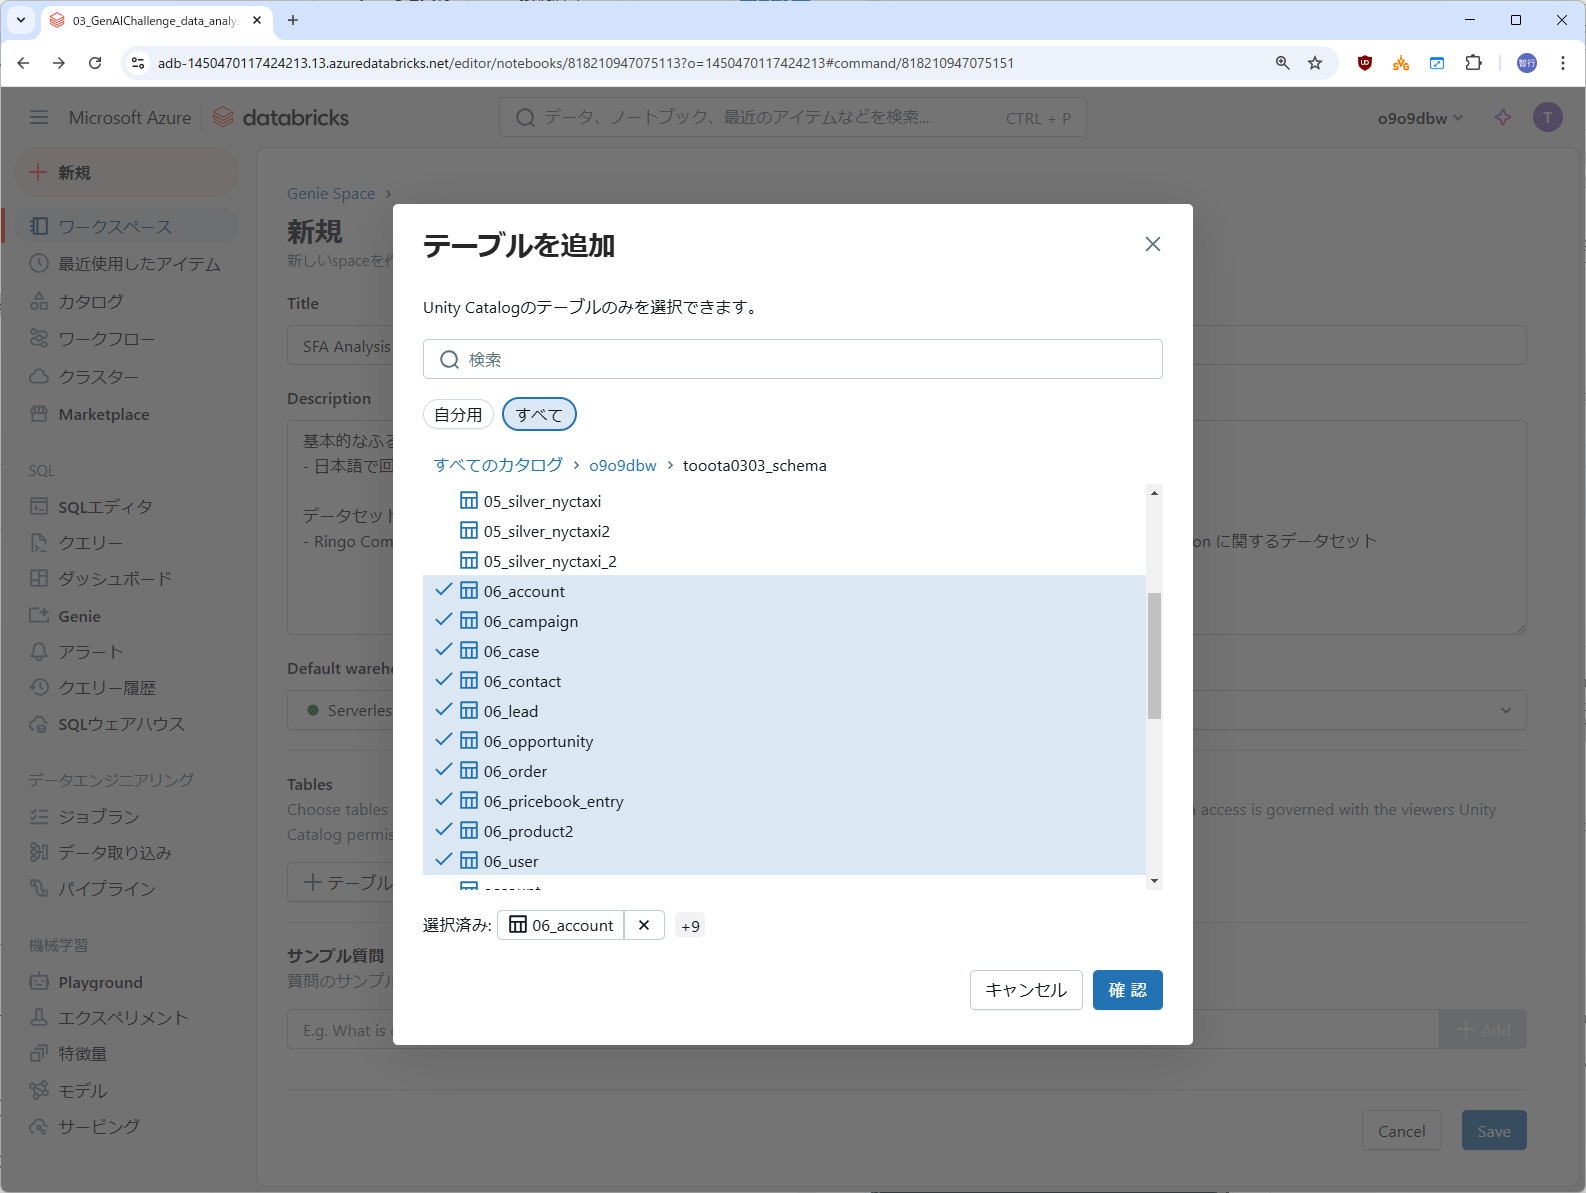 03_GenAIChallenge_data_analys
adb-1450470117424213.13.azuredatabricks.net/editor/notebooks/818210947075113?o=1450470117424213#command/818210947075151
智行
Microsoft Azure
databricks
データ、ノートブック、最近のアイテムなどを検索...
CTRL + P
o9o9dbw
T
新規
ワークスペース
最近使用したアイテム
カタログ
ワークフロー
クラスター
Marketplace
SQL
SQLエディタ
クエリー
ダッシュボード
Genie
アラート
クエリー履歴
SQLウェアハウス
データエンジニアリング
ジョブラン
データ取り込み
パイプライン
機械学習
Playground
エクスペリメント
特徴量
モデル
サービング
Genie Space
新規
新しいspaceを作
Title
SFA Analysis
Description
基本的なふる
- 日本語で回
データセット
- Ringo Com
on に関するデータセット
Default wareh
Serverles
Tables
Choose tables
access is governed with the viewers Unity
Catalog permis
テーブル
サンプル質問
質問のサンプル
E.g. What is
Add
Cancel
Save
テーブルを追加
Unity Catalogのテーブルのみを選択できます。
検索
自分用
すべて
すべてのカタログ > o9o9dbw > tooota0303_schema
05_silver_nyctaxi
05_silver_nyctaxi2
05_silver_nyctaxi_2
06_account
06_campaign
06_case
06_contact
06_lead
06_opportunity
06_order
06_pricebook_entry
06_product2
06_user
選択済み: 06_account +9
キャンセル
確認